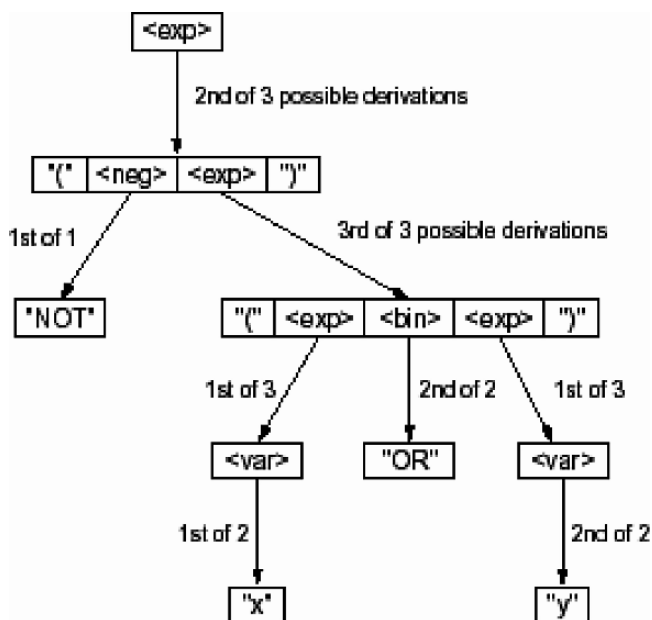 <exp>
2nd of 3 possible derivations
"(" <neg> <exp> ")"
1st of 1
3rd of 3 possible derivations
"NOT"
"(" <exp> <bin> <exp> ")"
1st of 3 2nd of 2 1st of 3
<var> "OR" <var>
1st of 2 2nd of 2
"x" "y"